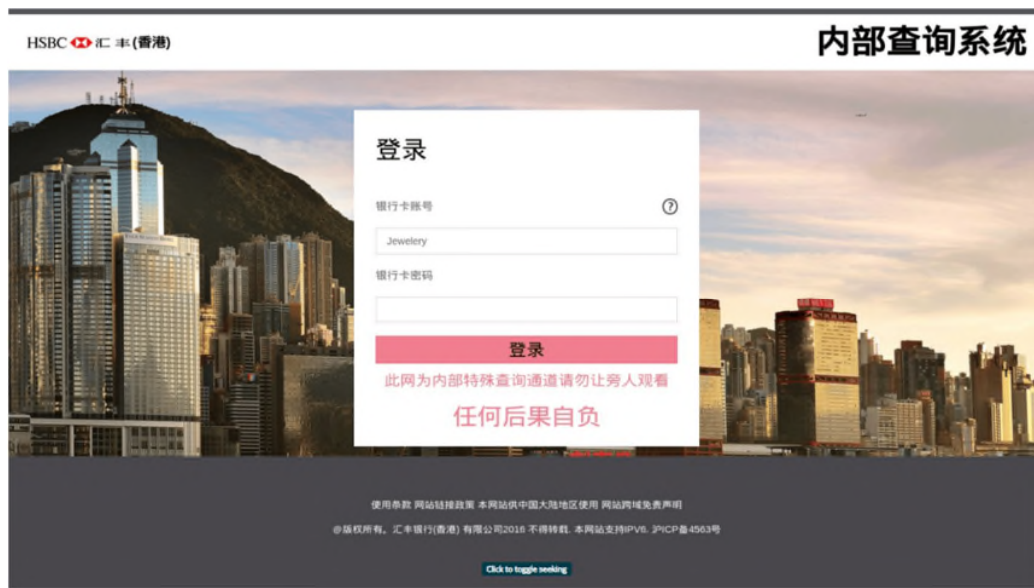 HSBC 汇丰(香港)
内部查询系统
登录
银行卡账号
?
Jewelery
银行卡密码
登录
此网为内部特殊查询通道请勿让旁人观看
任何后果自负
使用条款 网站链接政策 本网站供中国大陆地区使用 网站跨域免责声明
@版权所有。汇丰银行(香港) 有限公司2016 不得转载. 本网站支持IPV6. 沪ICP备4563号
Click to toggle seeking